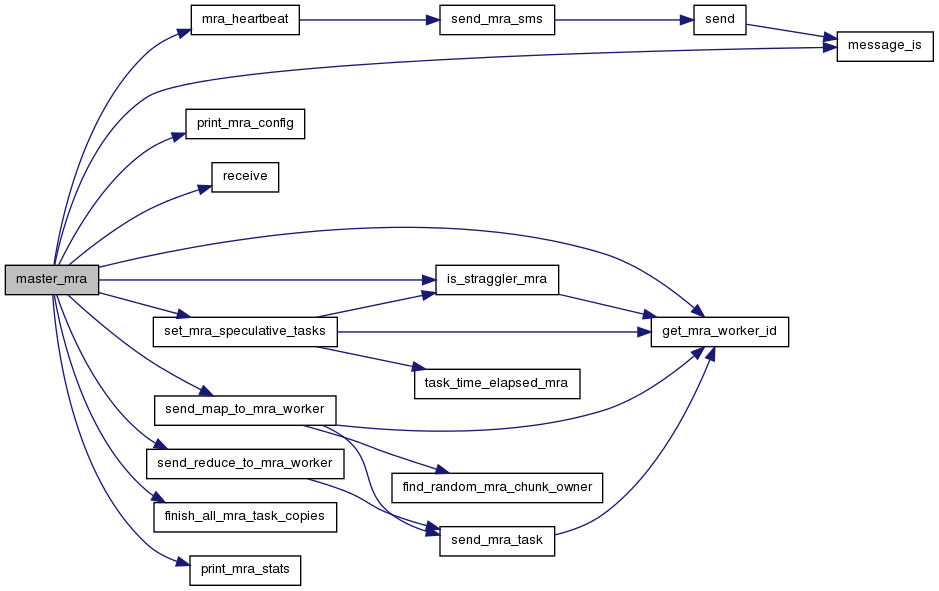 mra_heartbeat
send_mra_sms
send
message_is
print_mra_config
receive
master_mra
is_straggler_mra
set_mra_speculative_tasks
get_mra_worker_id
task_time_elapsed_mra
send_map_to_mra_worker
send_reduce_to_mra_worker
find_random_mra_chunk_owner
finish_all_mra_task_copies
send_mra_task
print_mra_stats